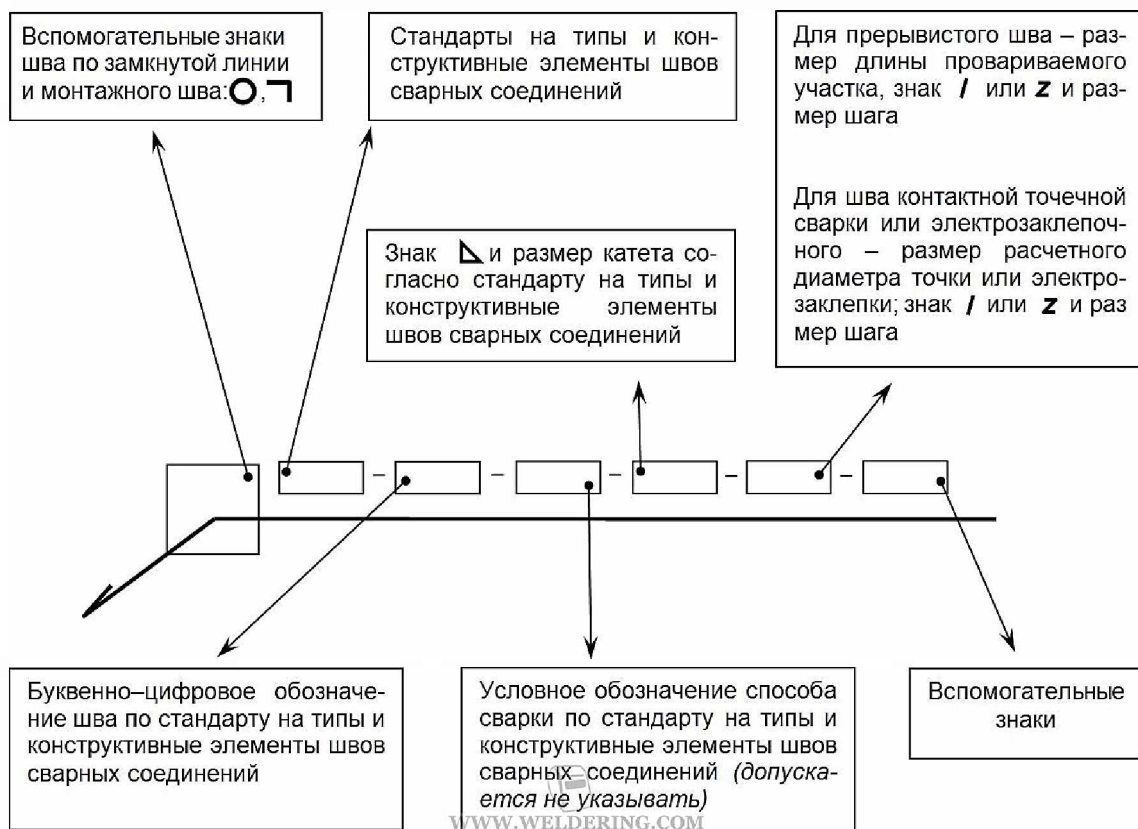 Вспомогательные знаки
шва по замкнутой линии
и монтажного шва: ,
Стандарты на типы и кон-
структивные элементы швов
сварных соединений
Для прерывистого шва – раз-
мер длины провариваемого
участка, знак / или Z и раз-
мер шага
Для шва контактной точечной
сварки или электрозаклепоч-
ного – размер расчетного
диаметра точки или электро-
заклепки; знак / или Z и раз
мер шага
Знак и размер катета со-
гласно стандарту на типы и
конструктивные элементы
швов сварных соединений
Буквенно–цифровое обозначе-
ние шва по стандарту на типы и
конструктивные элементы швов
сварных соединений
Условное обозначение способа
сварки по стандарту на типы и
конструктивные элементы швов
сварных соединений (допуска-
ется не указывать)
Вспомогательные
знаки
WWW.WELDERING.COM